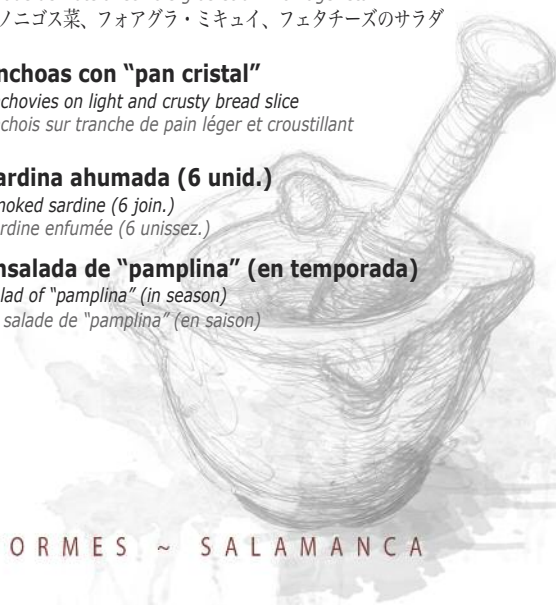 ノニゴス菜、フォアグラ・ミキュイ、フェタチーズのサラダ
nchoas con “pan cristal”
chovies on light and crusty bread slice
chois sur tranche de pain léger et croustillant
ardina ahumada (6 unid.)
moked sardine (6 join.)
rdine enfumée (6 unissez.)
nsalada de “pamplina” (en temporada)
lad of “pamplina” (in season)
salade de “pamplina” (en saison)
ORMES ~ SALAMANCA